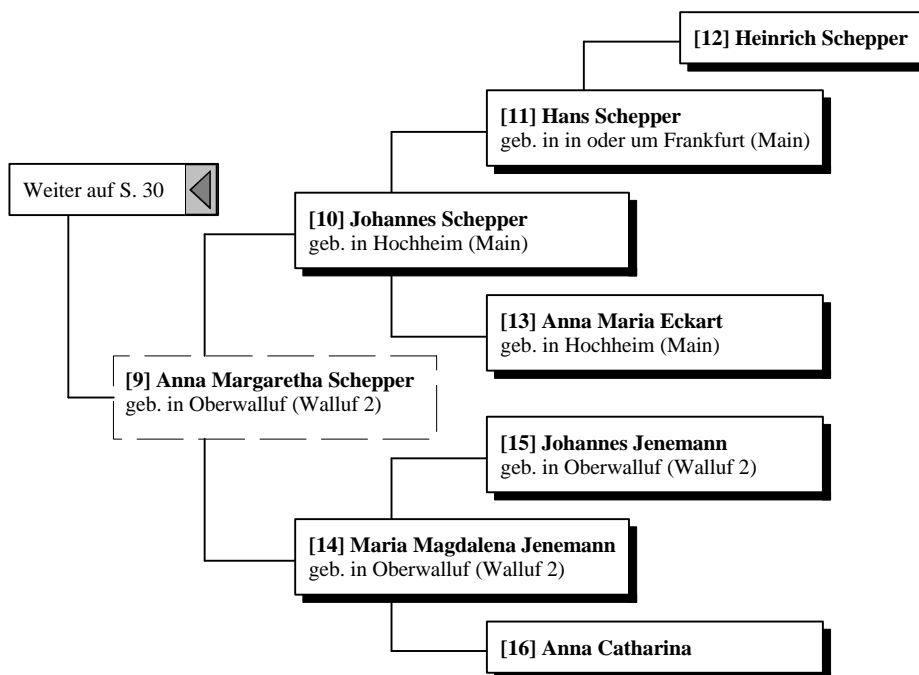 [12] Heinrich Schepper
[11] Hans Schepper
geb. in in oder um Frankfurt (Main)
Weiter auf S. 30
[10] Johannes Schepper
geb. in Hochheim (Main)
[13] Anna Maria Eckart
geb. in Hochheim (Main)
[9] Anna Margaretha Schepper
geb. in Oberwalluf (Walluf 2)
[15] Johannes Jenemann
geb. in Oberwalluf (Walluf 2)
[14] Maria Magdalena Jenemann
geb. in Oberwalluf (Walluf 2)
[16] Anna Catharina